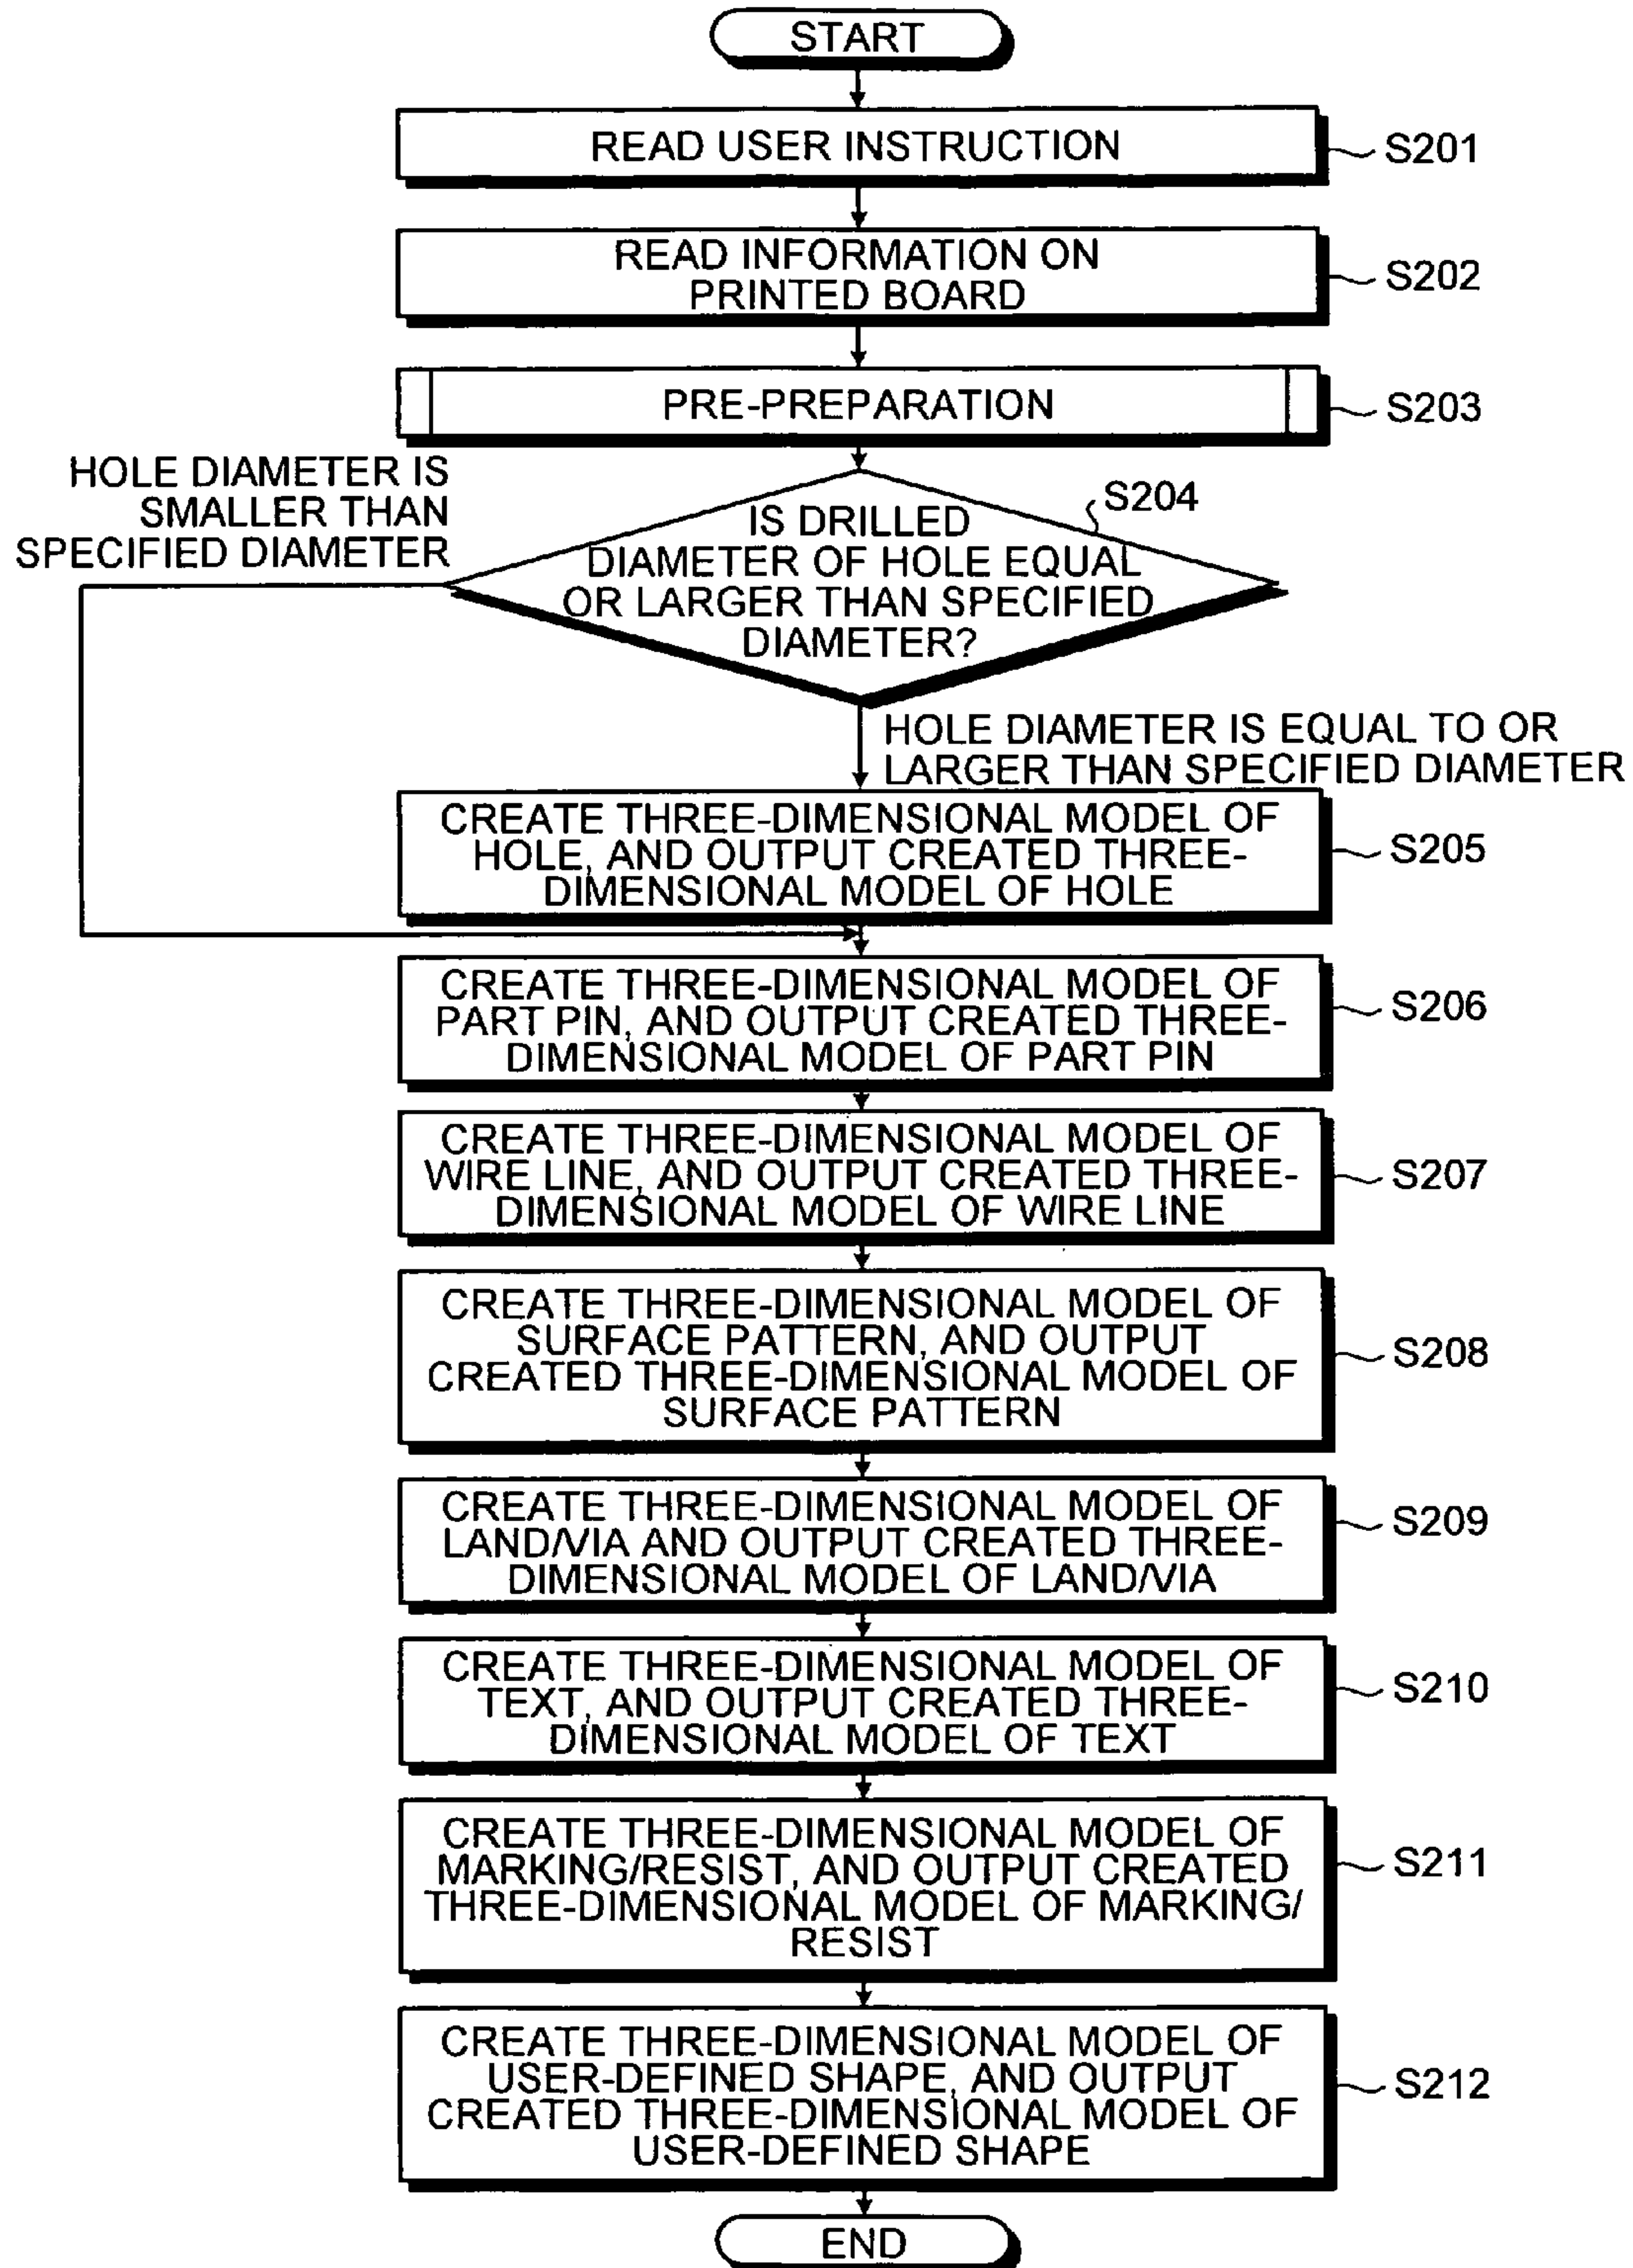 START
READ USER INSTRUCTION
S201
READ INFORMATION ON
PRINTED BOARD
S202
PRE-PREPARATION
S203
HOLE DIAMETER IS
SMALLER THAN
SPECIFIED DIAMETER
S204
IS DRILLED
DIAMETER OF HOLE EQUAL
OR LARGER THAN SPECIFIED
DIAMETER?
HOLE DIAMETER IS EQUAL TO OR
LARGER THAN SPECIFIED DIAMETER
CREATE THREE-DIMENSIONAL MODEL OF
HOLE, AND OUTPUT CREATED THREE-
DIMENSIONAL MODEL OF HOLE
S205
CREATE THREE-DIMENSIONAL MODEL OF
PART PIN, AND OUTPUT CREATED THREE-
DIMENSIONAL MODEL OF PART PIN
S206
CREATE THREE-DIMENSIONAL MODEL OF
WIRE LINE, AND OUTPUT CREATED THREE-
DIMENSIONAL MODEL OF WIRE LINE
S207
CREATE THREE-DIMENSIONAL MODEL OF
SURFACE PATTERN, AND OUTPUT
CREATED THREE-DIMENSIONAL MODEL OF
SURFACE PATTERN
S208
CREATE THREE-DIMENSIONAL MODEL OF
LAND/VIA AND OUTPUT CREATED THREE-
DIMENSIONAL MODEL OF LAND/VIA
S209
CREATE THREE-DIMENSIONAL MODEL OF
TEXT, AND OUTPUT CREATED THREE-
DIMENSIONAL MODEL OF TEXT
S210
CREATE THREE-DIMENSIONAL MODEL OF
MARKING/RESIST, AND OUTPUT CREATED
THREE-DIMENSIONAL MODEL OF MARKING/
RESIST
S211
CREATE THREE-DIMENSIONAL MODEL OF
USER-DEFINED SHAPE, AND OUTPUT
CREATED THREE-DIMENSIONAL MODEL OF
USER-DEFINED SHAPE
S212
END